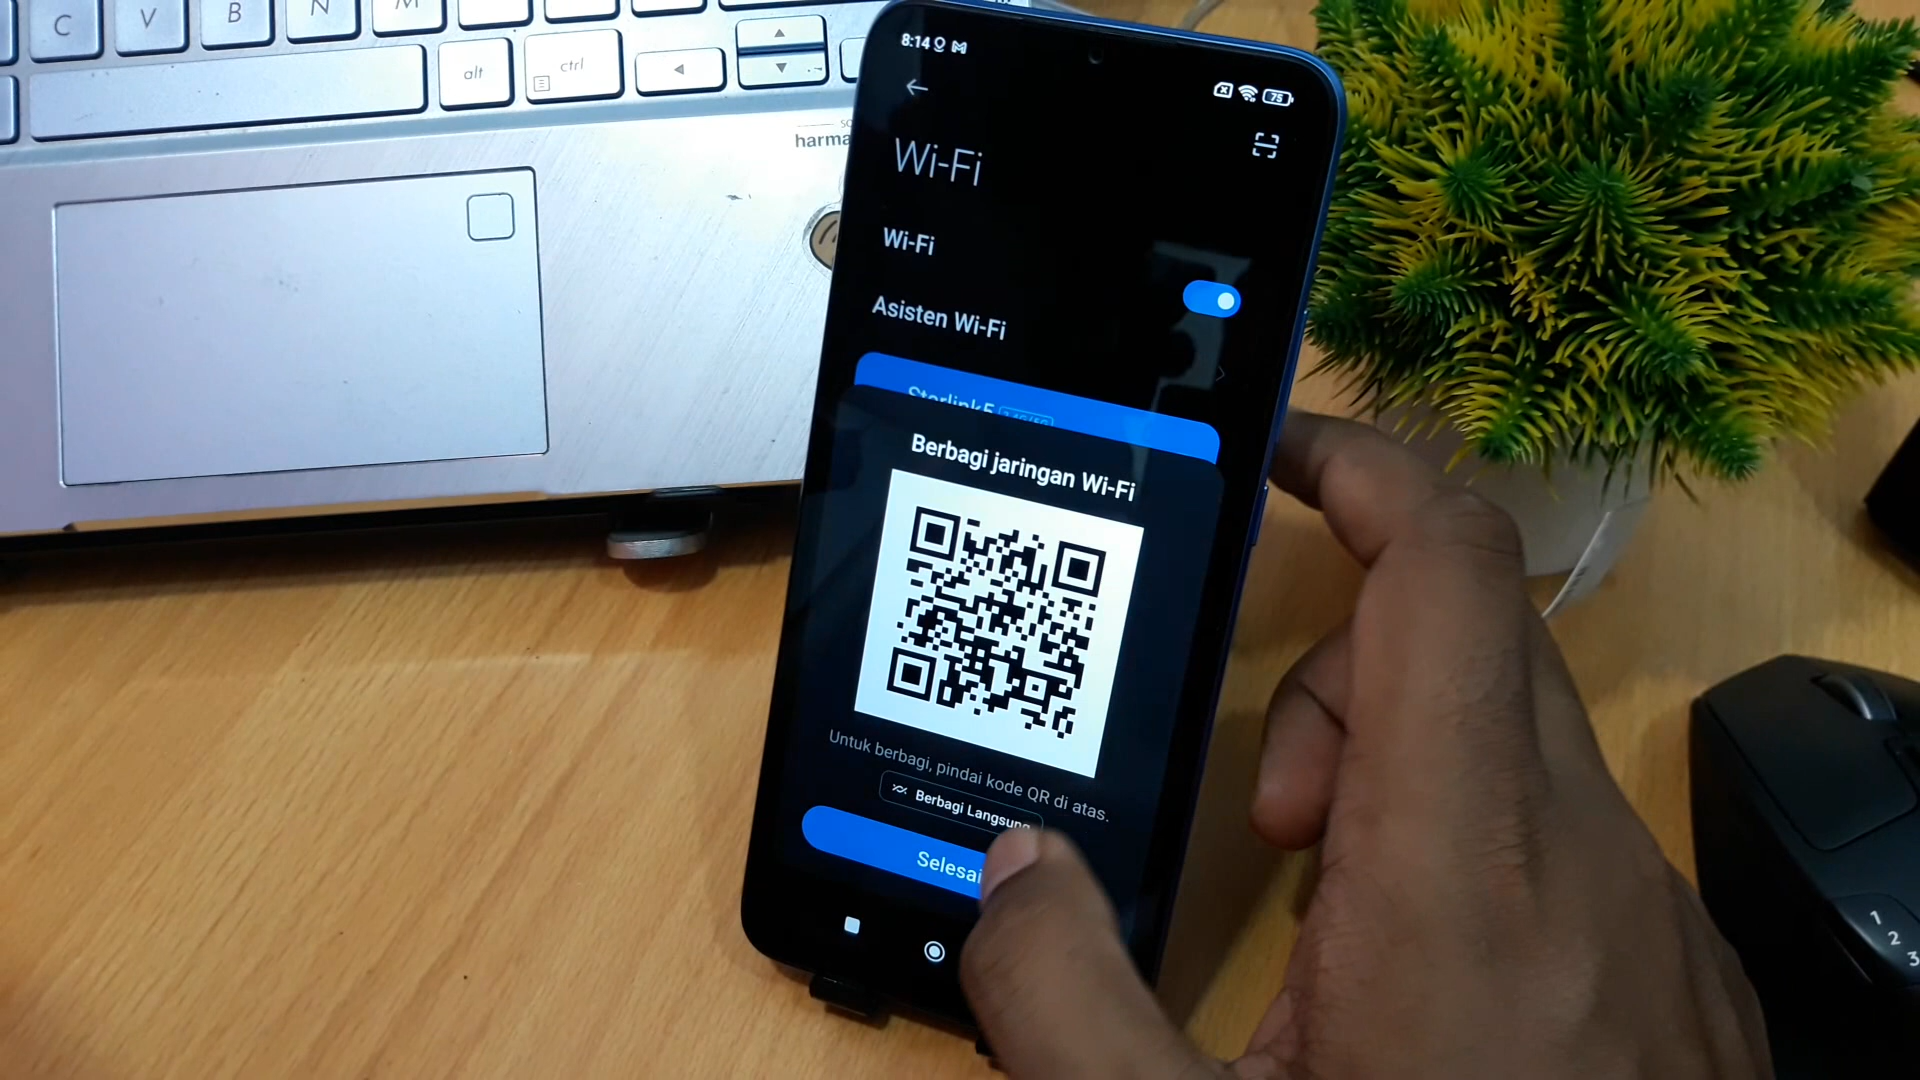 C V B N M
alt ctrl
harma
8:14
75
Wi-Fi
Wi-Fi
Asisten Wi-Fi
Berbagi jaringan Wi-Fi
Untuk berbagi, pindai kode QR di atas.
Berbagi Langsung
Selesai
1
2
3